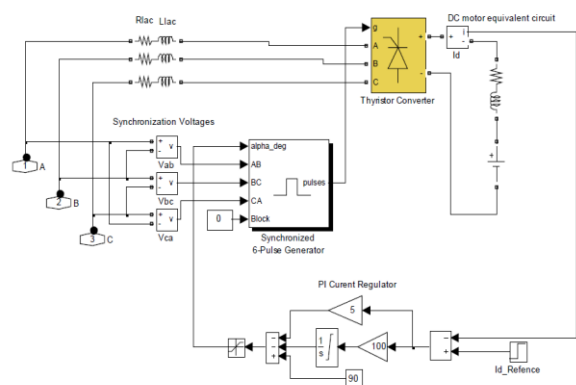 Rlac Llac
DC motor equivalent circuit
g
A
B
C
+
-
Thyristor Converter
+ i
-
Id
+
Synchronization Voltages
1 A
2 B
3 C
+ v
-
Vab
+ v
-
Vbc
+ v
-
Vca
alpha_deg
AB
BC
CA
Block
pulses
0
Synchronized
6-Pulse Generator
PI Curent Regulator
5
100
1
s
90
−
−
+
−
+
Id_Refence